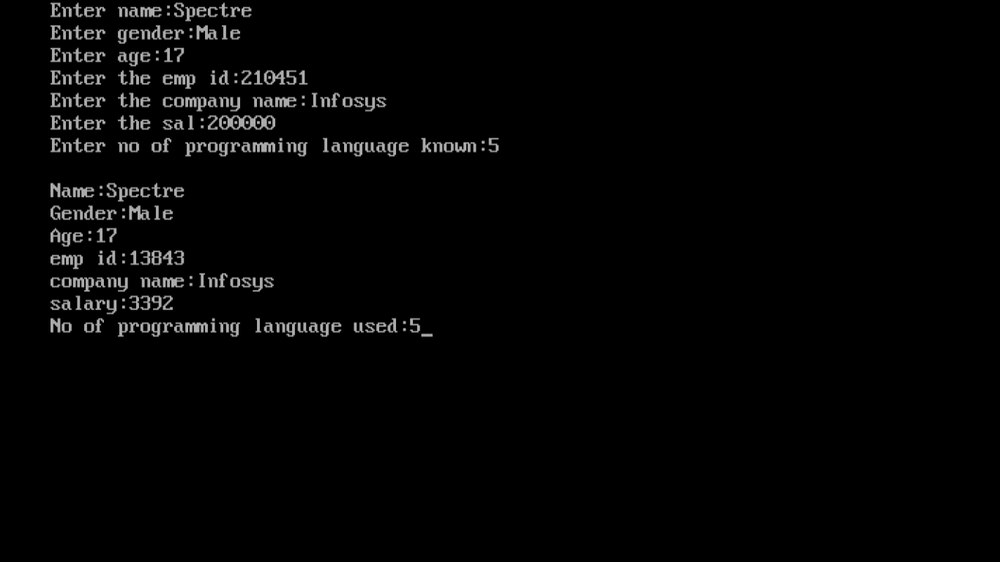 Enter name:Spectre
Enter gender:Male
Enter age:17
Enter the emp id:210451
Enter the company name:Infosys
Enter the sal:200000
Enter no of programming language known:5
Name:Spectre
Gender:Male
Age:17
emp id:13843
company name:Infosys
salary:3392
No of programming language used:5_